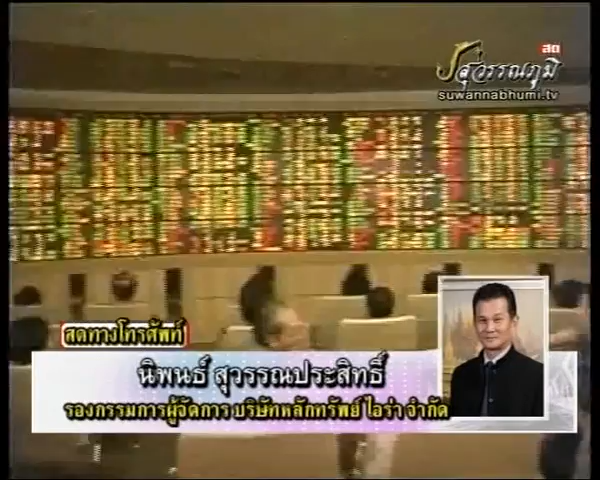 สด
สุวรรณภูมิ
suwannabhumi.tv
สดทางโทรศัพท์
นิพนธ์ สุวรรณประสิทธิ์
รองกรรมการผู้จัดการ บริษัทหลักทรัพย์ ไอร่า จำกัด